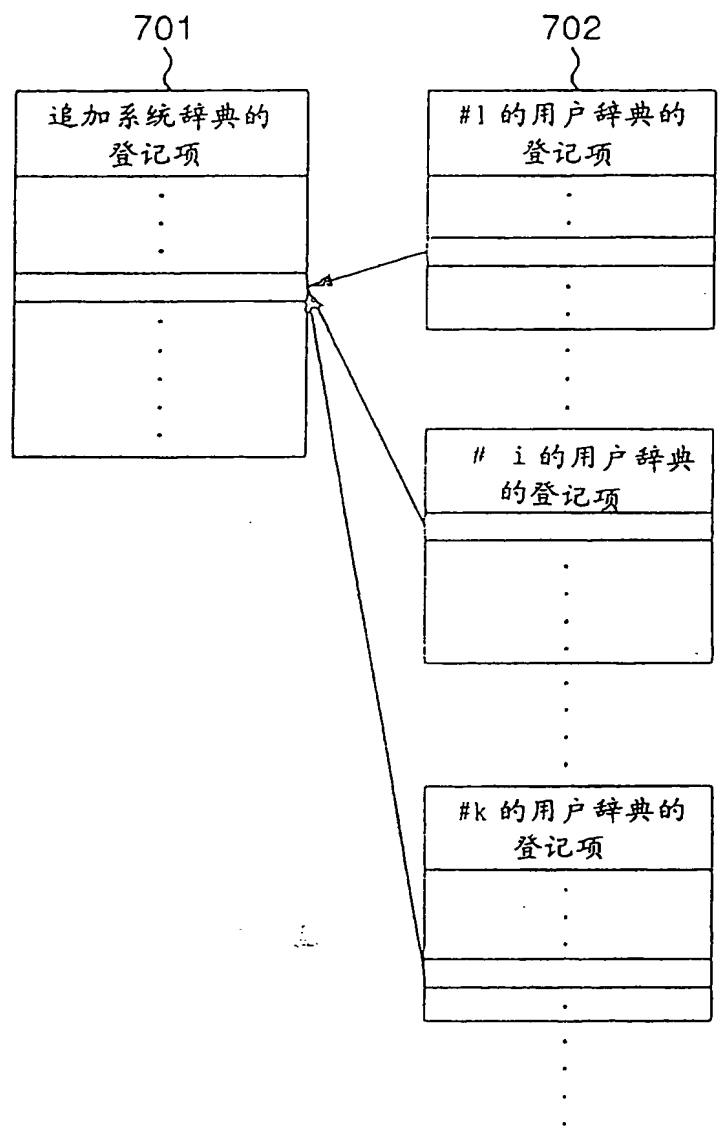 701
702
追加系统辞典的
登记项
#1 的用户辞典的
登记项
# i 的用户辞典
的登记项
#k 的用户辞典的
登记项